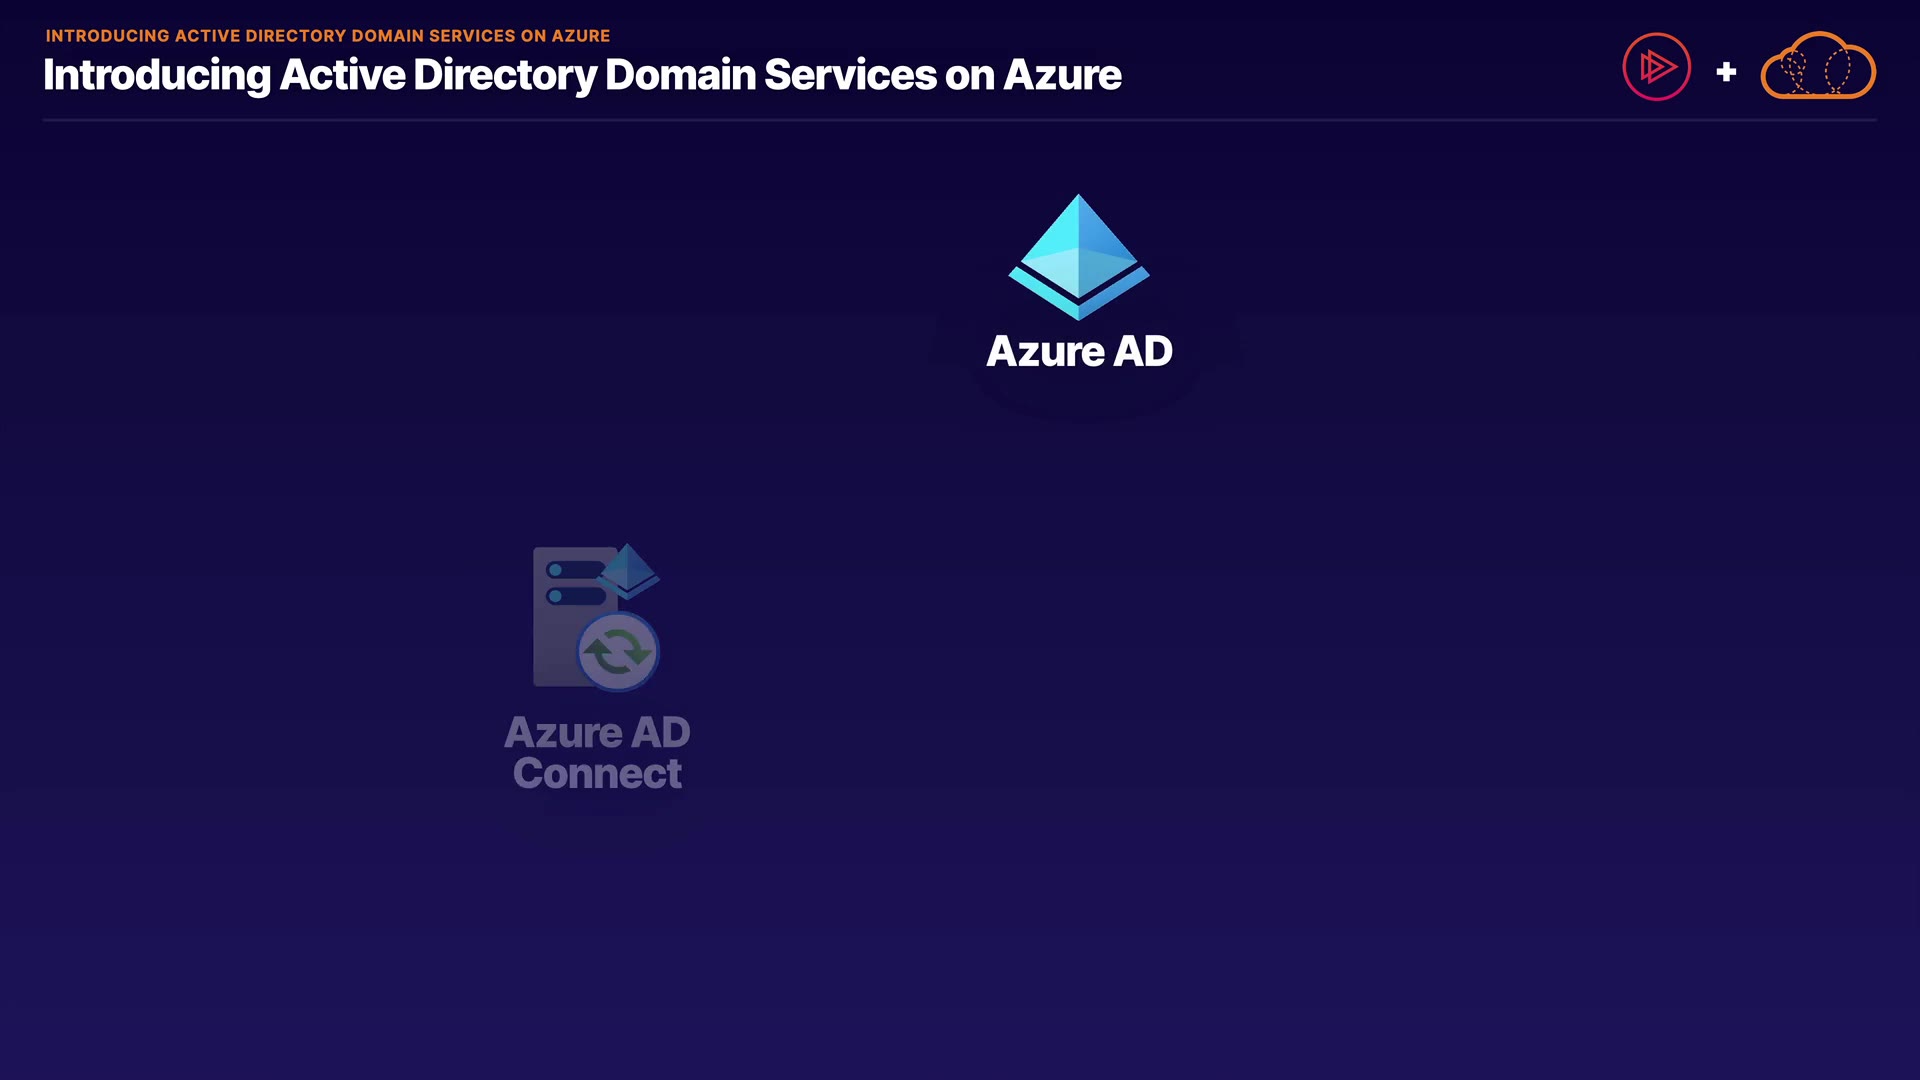 INTRODUCING ACTIVE DIRECTORY DOMAIN SERVICES ON AZURE
Introducing Active Directory Domain Services on Azure
+
Azure AD
Azure AD
Connect